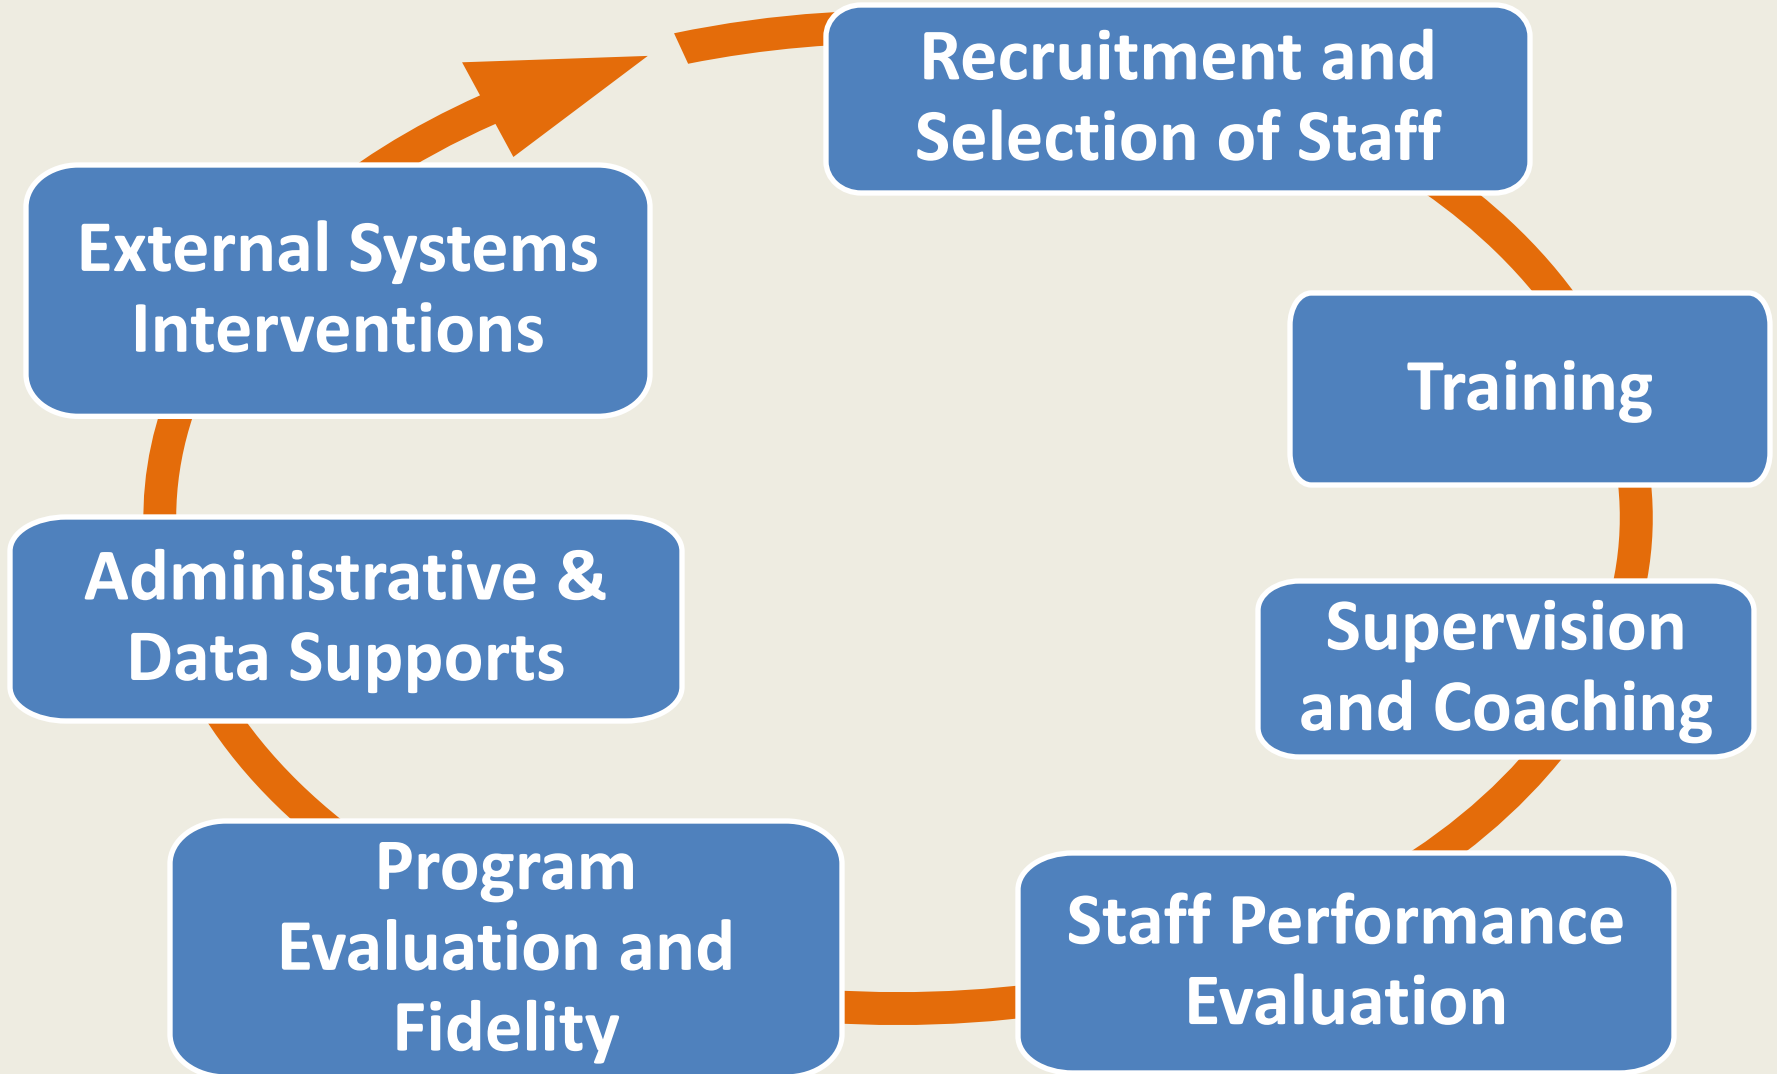 Recruitment and
Selection of Staff
Training
Supervision
and Coaching
Staff Performance
Evaluation
Program
Evaluation and
Fidelity
Administrative &
Data Supports
External Systems
Interventions